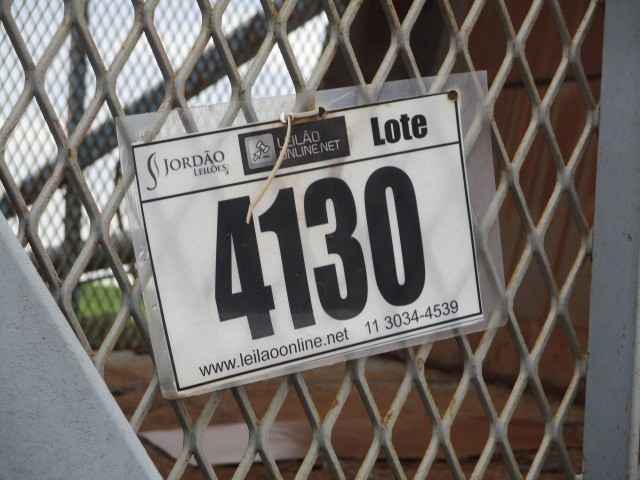 JORDÃO
LEILÕES
LEILÃO
ONLINE.NET
Lote
4130
www.leilaoonline.net 11 3034-4539